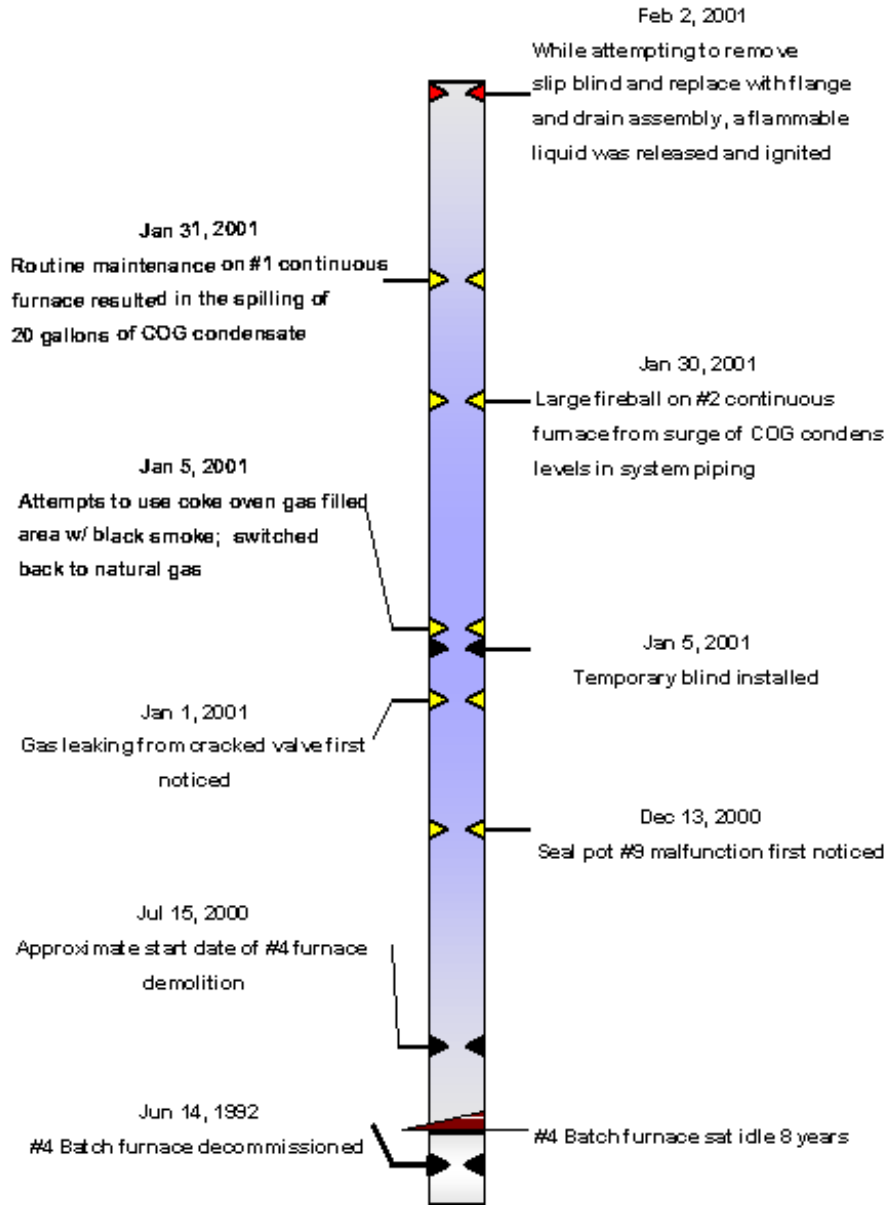 Feb 2, 2001
While attempting to remove
slip blind and replace with flange
and drain assembly, a flammable
liquid was released and ignited
Jan 31, 2001
Routine maintenance on #1 continuous
furnace resulted in the spilling of
20 gallons of COG condensate
Jan 30, 2001
Large fireball on #2 continuous
furnace from surge of COG condens
levels in system piping
Jan 5, 2001
Attempts to use coke oven gas filled
area w/ black smoke; switched
back to natural gas
Jan 5, 2001
Temporary blind installed
Jan 1, 2001
Gas leaking from cracked valve first
noticed
Dec 13, 2000
Seal pot #9 malfunction first noticed
Jul 15, 2000
Approximate start date of #4 furnace
demolition
Jun 14, 1992
#4 Batch furnace decommissioned
#4 Batch furnace sat idle 8 years